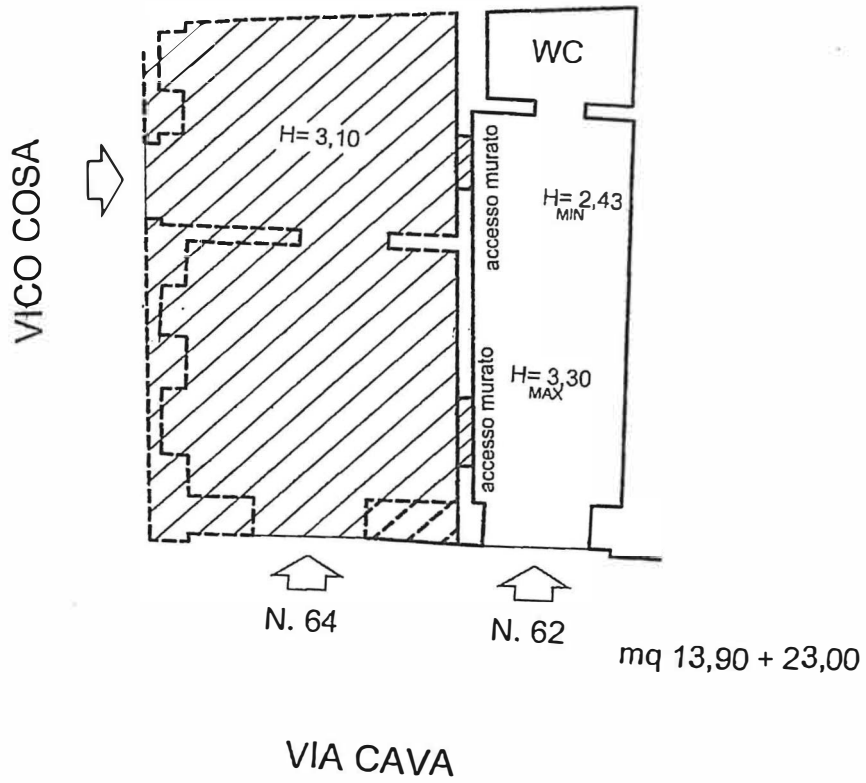 WC
H= 3,10
VICO COSA
accesso murato
H= 2,43
MIN
accesso murato
H= 3,30
MAX
N. 64
N. 62
mq 13,90 + 23,00
VIA CAVA